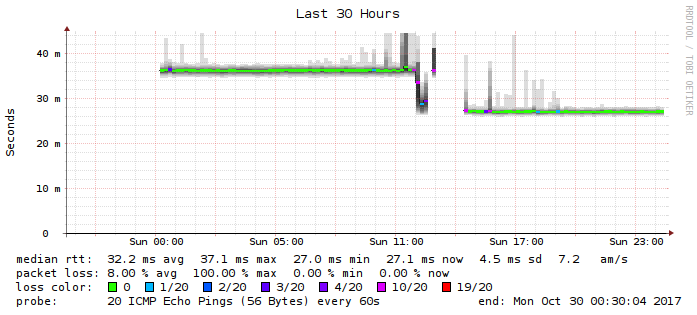 Last 30 Hours
RRDTOOL / TOBI OETIKER
Seconds
40 m
30 m
20 m
10 m
0
Sun 00:00 Sun 05:00 Sun 11:00 Sun 17:00 Sun 23:00
median rtt: 32.2 ms avg 37.1 ms max 27.0 ms min 27.1 ms now 4.5 ms sd 7.2 am/s
packet loss: 8.00 % avg 100.00 % max 0.00 % min 0.00 % now
loss color: 0 1/20 2/20 3/20 4/20 10/20 19/20
probe: 20 ICMP Echo Pings (56 Bytes) every 60s end: Mon Oct 30 00:30:04 2017